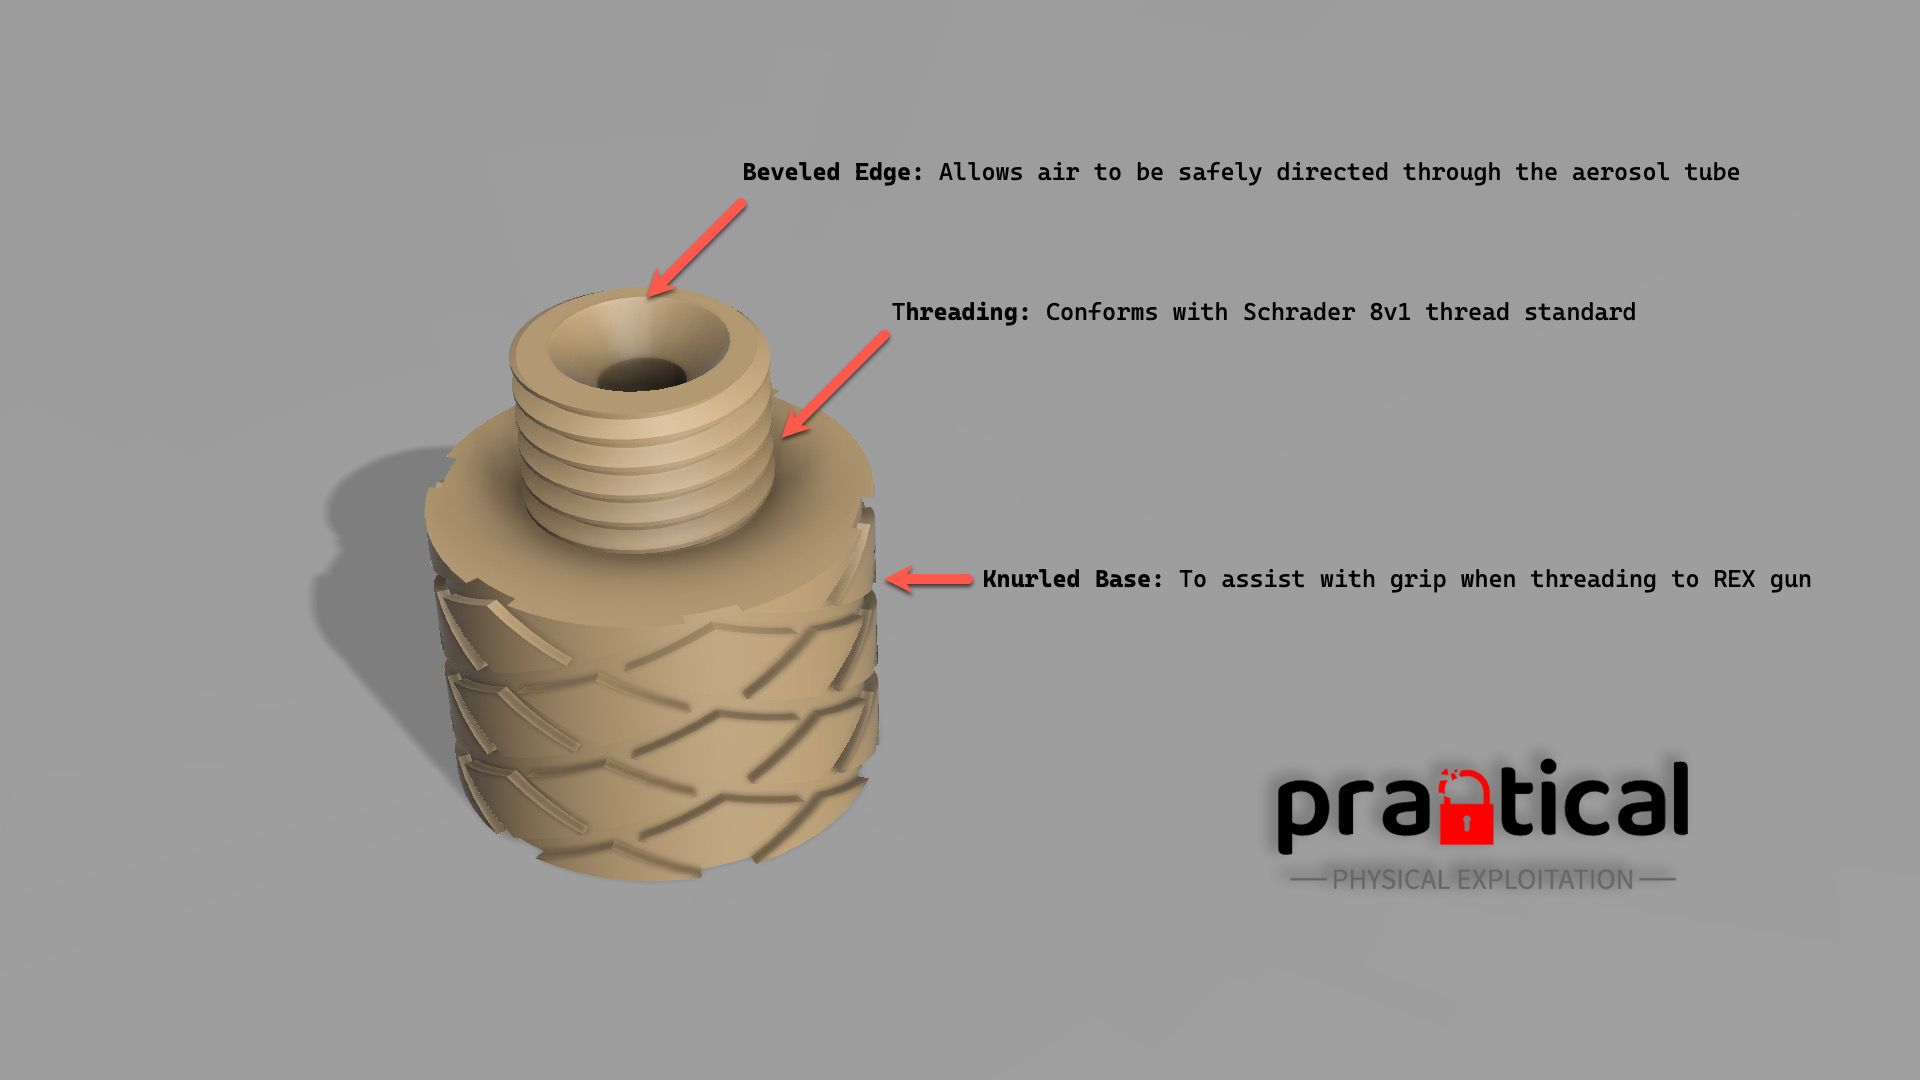 Beveled Edge: Allows air to be safely directed through the aerosol tube
Threading: Conforms with Schrader 8v1 thread standard
Knurled Base: To assist with grip when threading to REX gun
practical
PHYSICAL EXPLOITATION